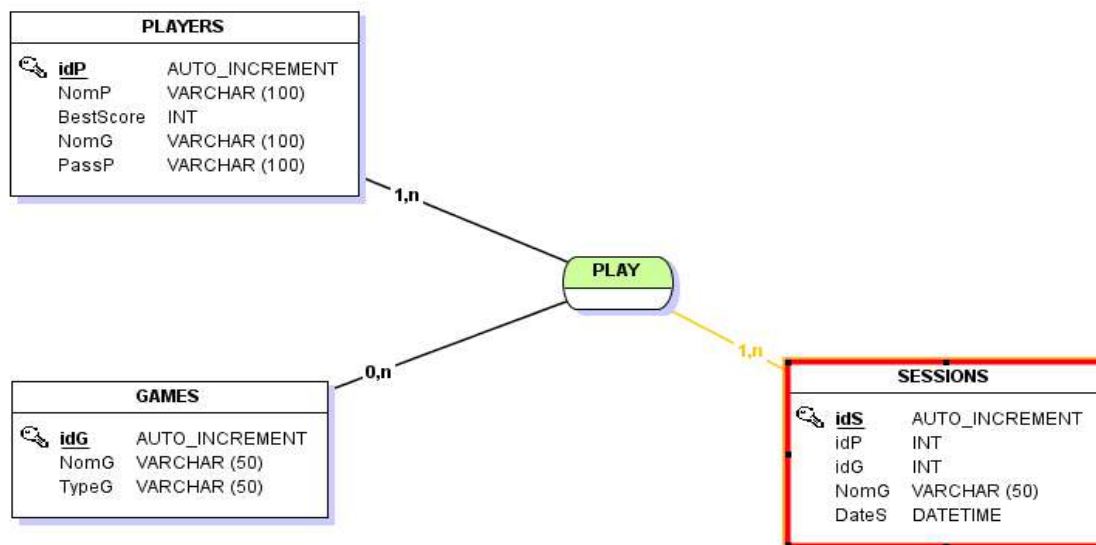 PLAYERS
idP AUTO_INCREMENT
NomP VARCHAR (100)
BestScore INT
NomG VARCHAR (100)
PassP VARCHAR (100)
1,n
PLAY
0,n
1,n
GAMES
idG AUTO_INCREMENT
NomG VARCHAR (50)
TypeG VARCHAR (50)
SESSIONS
idS AUTO_INCREMENT
idP INT
idG INT
NomG VARCHAR (50)
DateS DATETIME